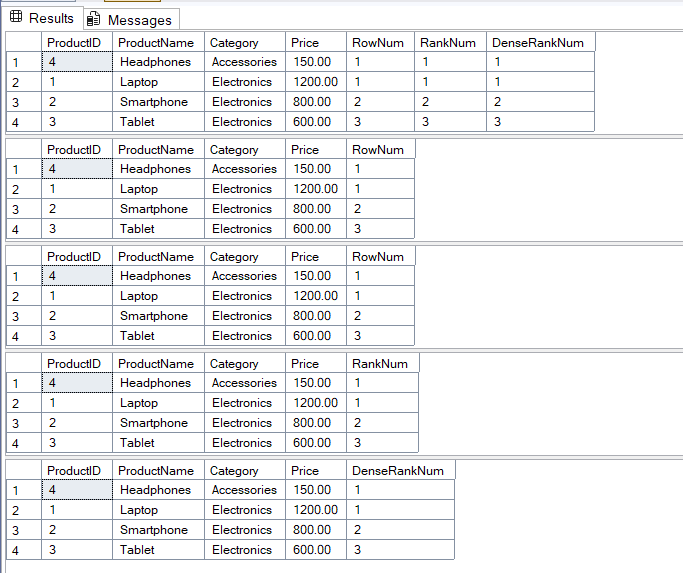 Results Messages
ProductID ProductName Category Price RowNum RankNum DenseRankNum
1 4 Headphones Accessories 150.00 1 1 1
2 1 Laptop Electronics 1200.00 1 1 1
3 2 Smartphone Electronics 800.00 2 2 2
4 3 Tablet Electronics 600.00 3 3 3
ProductID ProductName Category Price RowNum
1 4 Headphones Accessories 150.00 1
2 1 Laptop Electronics 1200.00 1
3 2 Smartphone Electronics 800.00 2
4 3 Tablet Electronics 600.00 3
ProductID ProductName Category Price RowNum
1 4 Headphones Accessories 150.00 1
2 1 Laptop Electronics 1200.00 1
3 2 Smartphone Electronics 800.00 2
4 3 Tablet Electronics 600.00 3
ProductID ProductName Category Price RankNum
1 4 Headphones Accessories 150.00 1
2 1 Laptop Electronics 1200.00 1
3 2 Smartphone Electronics 800.00 2
4 3 Tablet Electronics 600.00 3
ProductID ProductName Category Price DenseRankNum
1 4 Headphones Accessories 150.00 1
2 1 Laptop Electronics 1200.00 1
3 2 Smartphone Electronics 800.00 2
4 3 Tablet Electronics 600.00 3